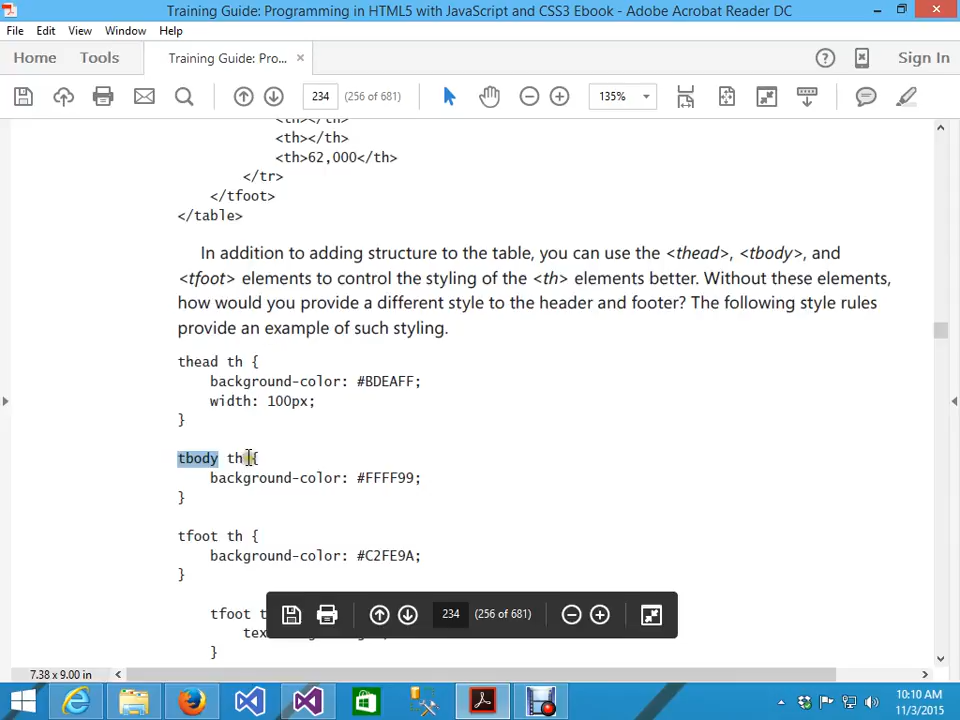 Training Guide: Programming in HTML5 with JavaScript and CSS3 Ebook - Adobe Acrobat Reader DC
File Edit View Window Help
Home Tools Training Guide: Pro... × Sign In
234 (256 of 681) 135%
<th></th>
<th></th>
<th>62,000</th>
</tr>
</tfoot>
</table>
In addition to adding structure to the table, you can use the <thead>, <tbody>, and
<tfoot> elements to control the styling of the <th> elements better. Without these elements,
how would you provide a different style to the header and footer? The following style rules
provide an example of such styling.
thead th {
background-color: #BDEAFF;
width: 100px;
}
tbody th {
background-color: #FFFF99;
}
tfoot th {
background-color: #C2FE9A;
}
tfoot
}
234 (256 of 681)
7.38 x 9.00 in
10:10 AM
11/3/2015